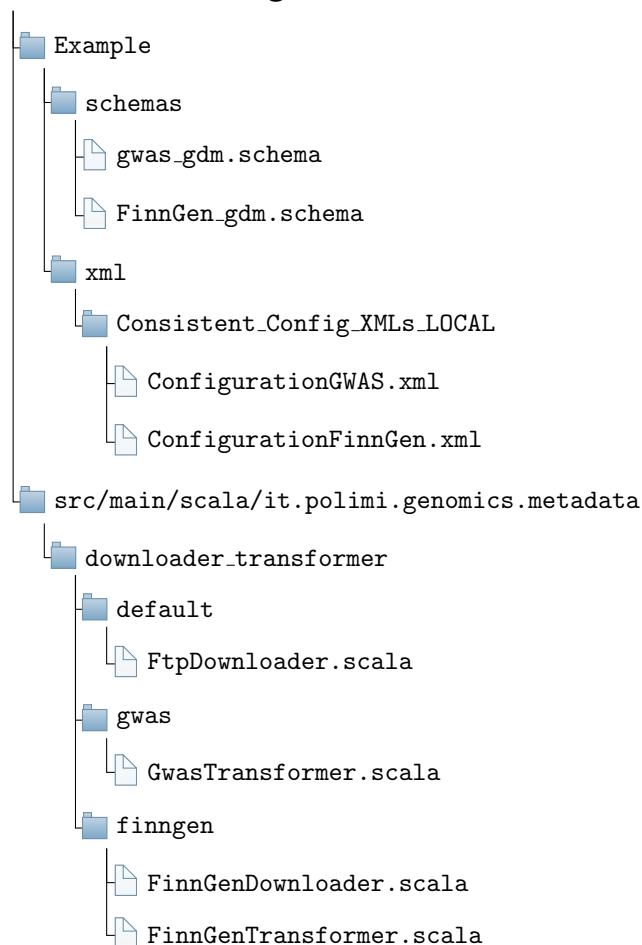 Example
schemas
gwas_gdm.schema
FinnGen_gdm.schema
xml
Consistent_Config_XMLs_LOCAL
ConfigurationGWAS.xml
ConfigurationFinnGen.xml
src/main/scala/it.polimi.genomics.metadata
downloader_transformer
default
FtpDownloader.scala
gwas
GwasTransformer.scala
finngen
FinnGenDownloader.scala
FinnGenTransformer.scala